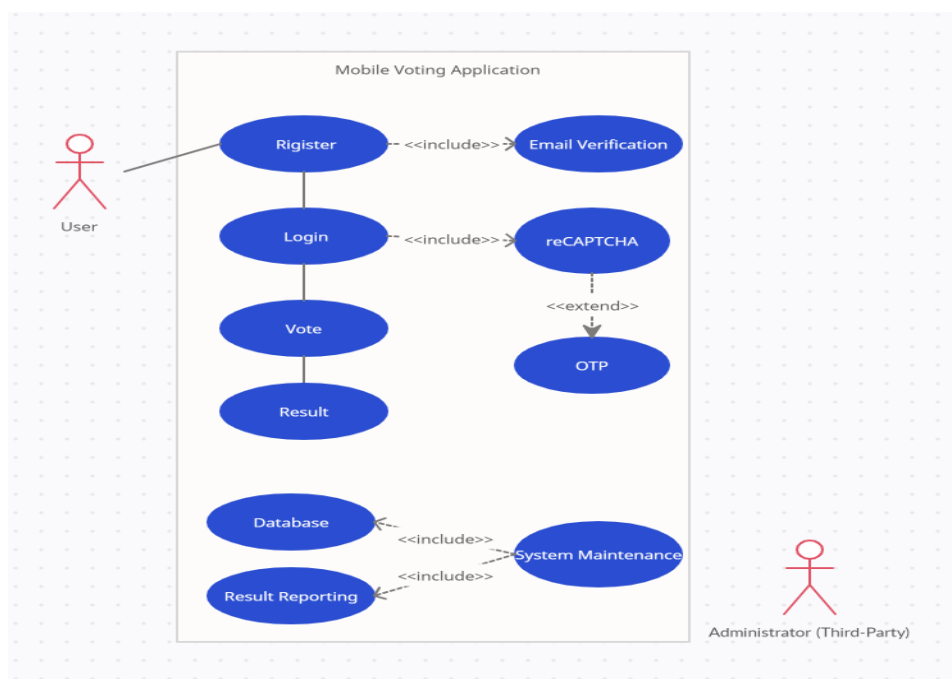 Mobile Voting Application
Rigister
<<include>>
Email Verification
User
Login
<<include>>
reCAPTCHA
<<extend>>
Vote
OTP
Result
Database
<<include>>
System Maintenance
<<include>>
Result Reporting
Administrator (Third-Party)